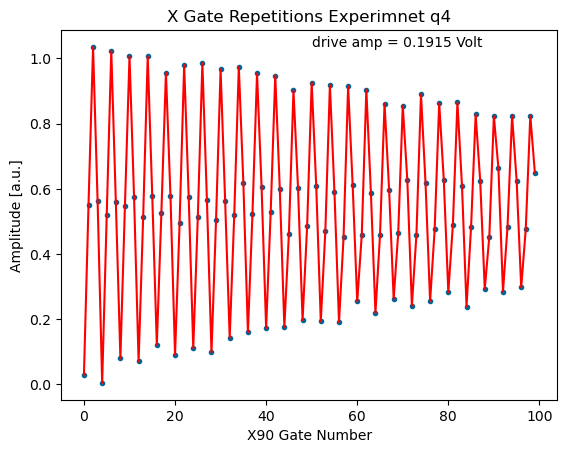 X Gate Repetitions Experimnet q4
drive amp = 0.1915 Volt
Amplitude [a.u.]
1.0
0.8
0.6
0.4
0.2
0.0
0 20 40 60 80 100
X90 Gate Number